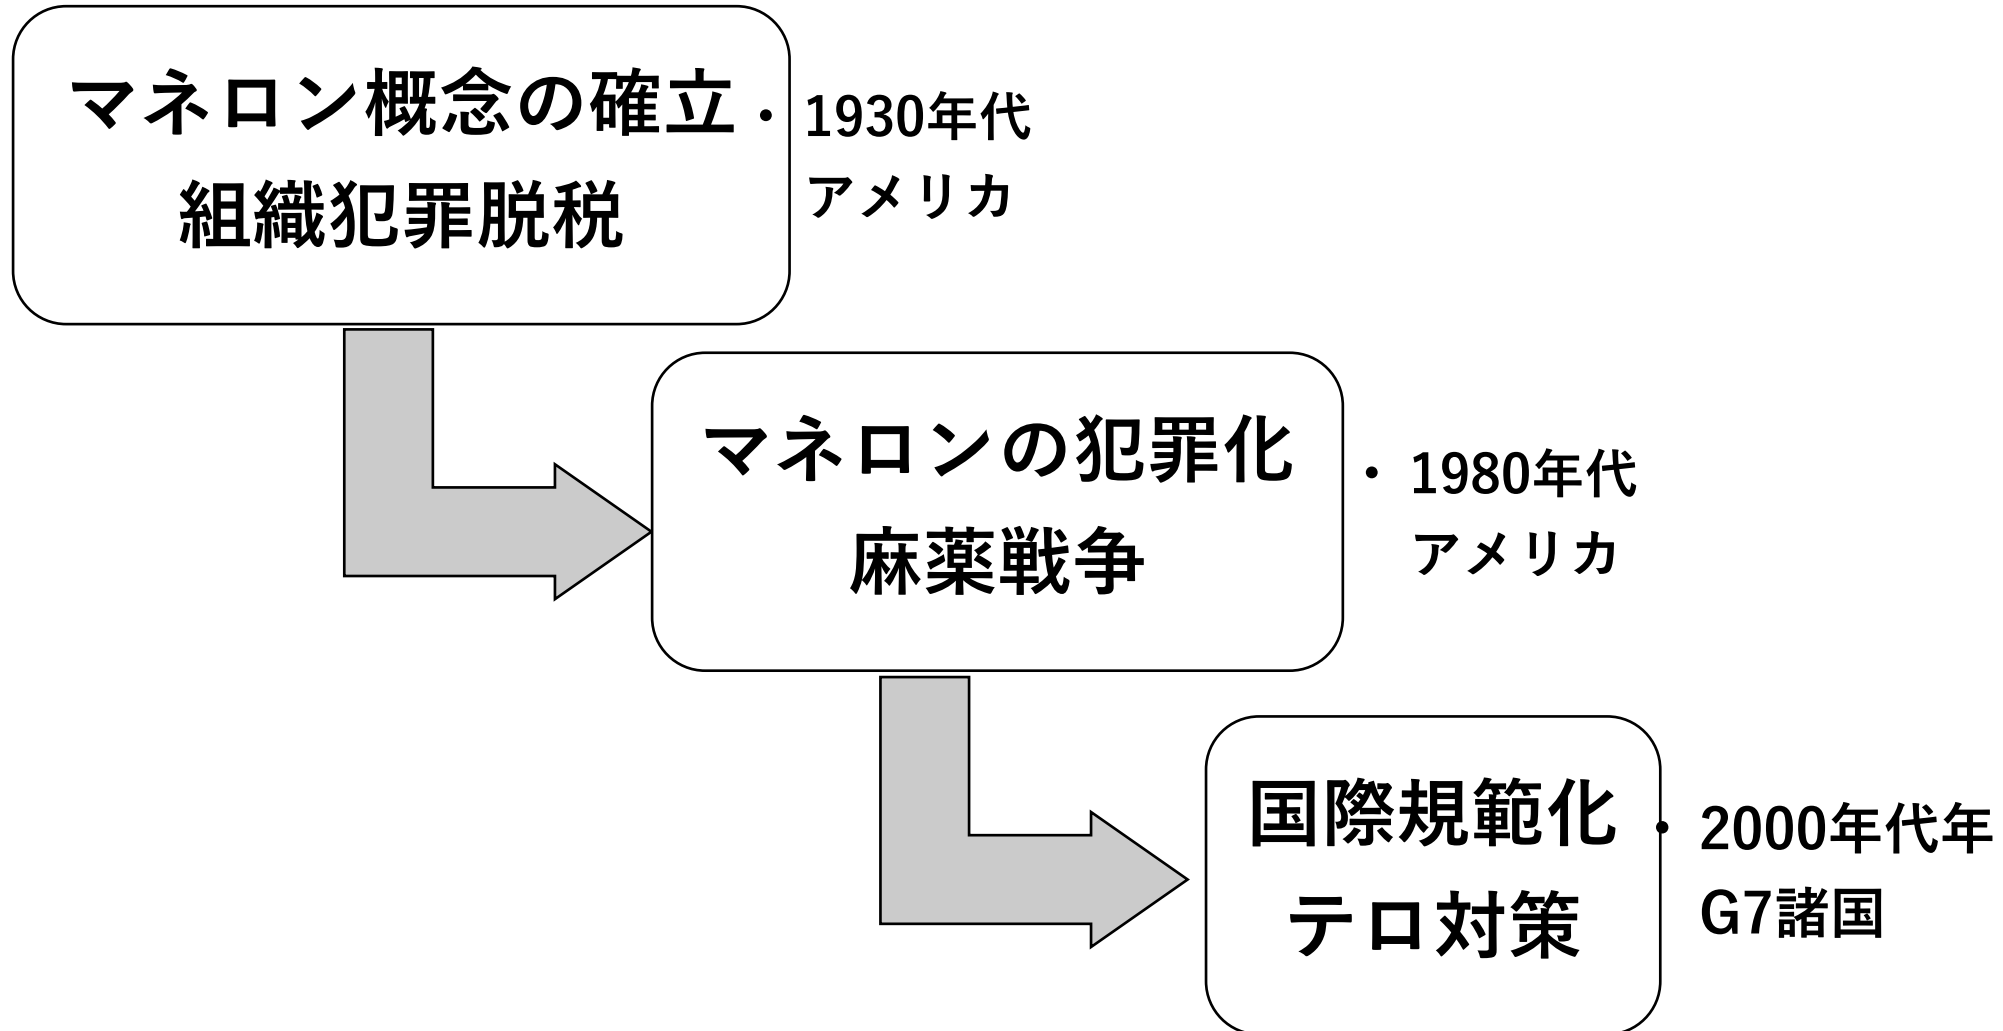 マネロン概念の確立
組織犯罪脱税
・1930年代
アメリカ
マネロンの犯罪化
麻薬戦争
・1980年代
アメリカ
国際規範化
テロ対策
・2000年代年
G7諸国